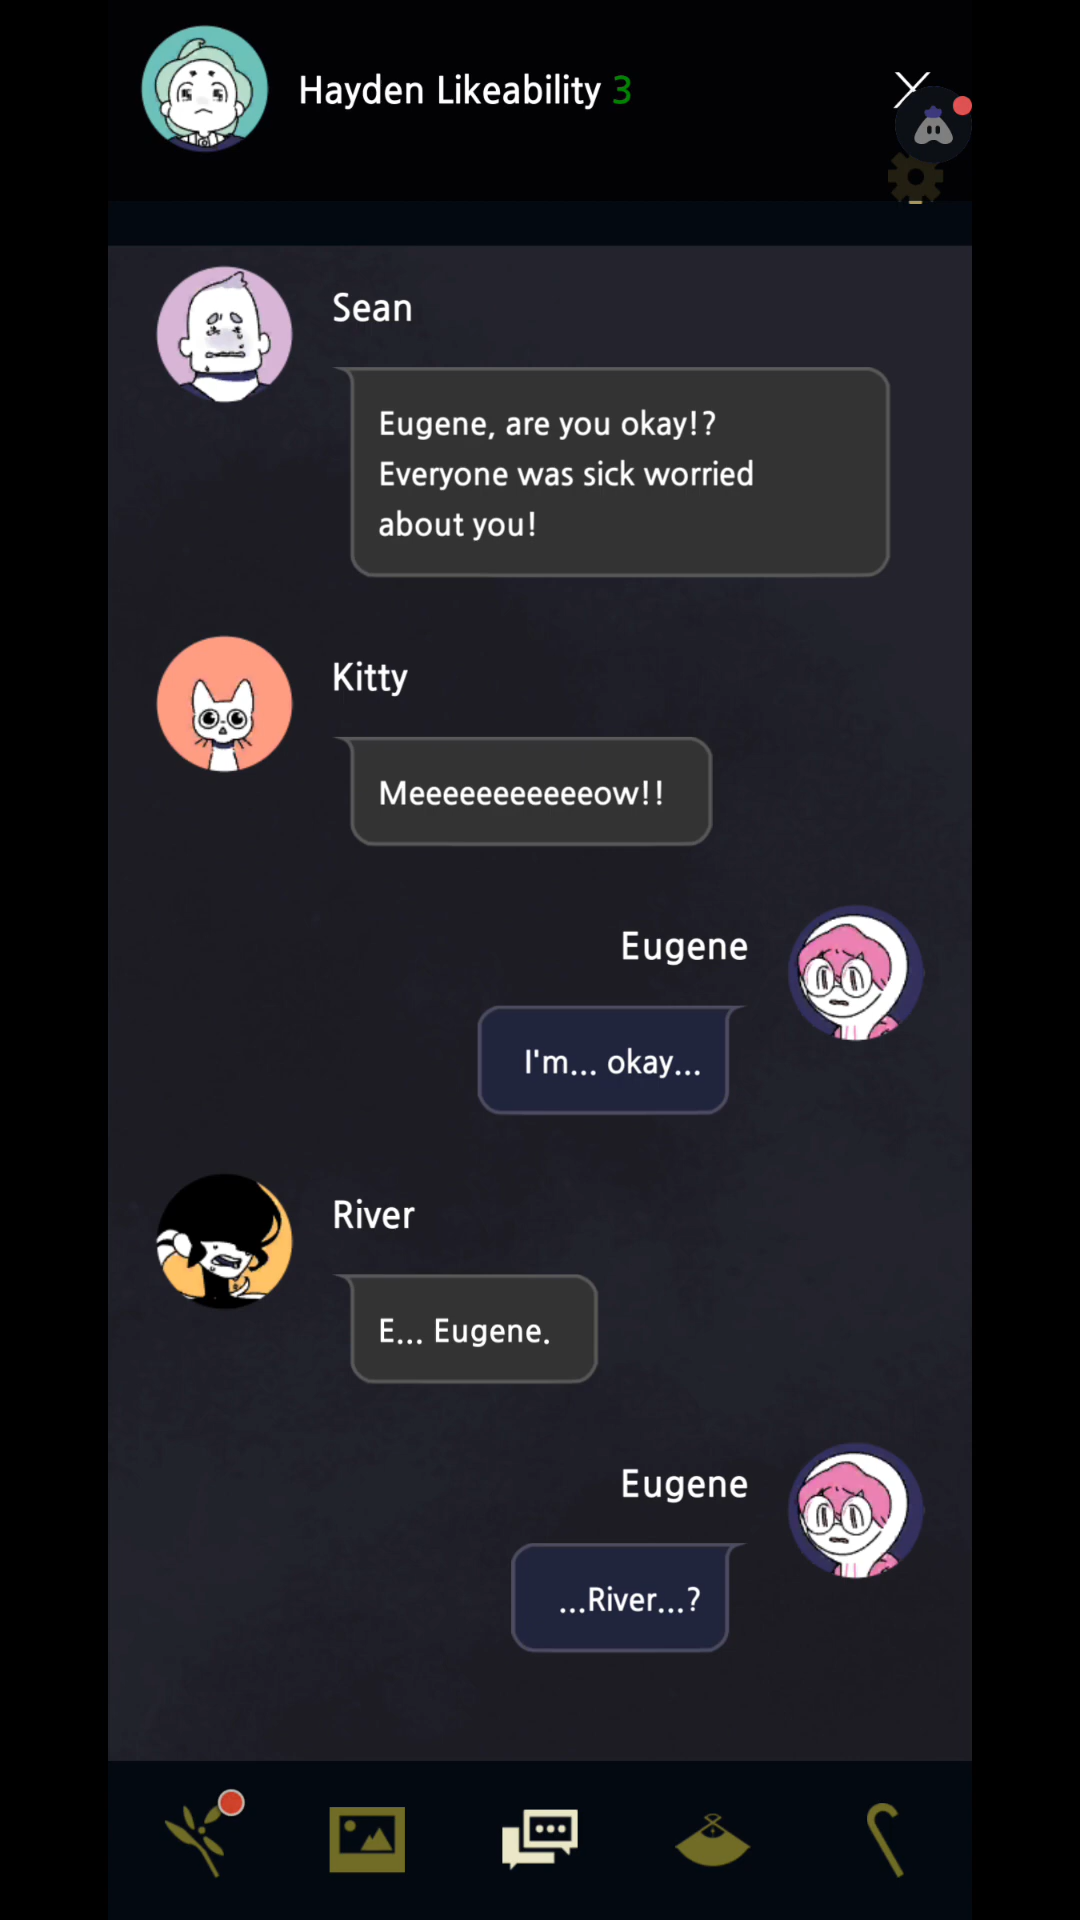 Hayden Likeability 3
Sean
Eugene, are you okay!?
Everyone was sick worried
about you!
Kitty
Meeeeeeeeeeeow!!
Eugene
I'm... okay...
River
E... Eugene.
Eugene
...River...?